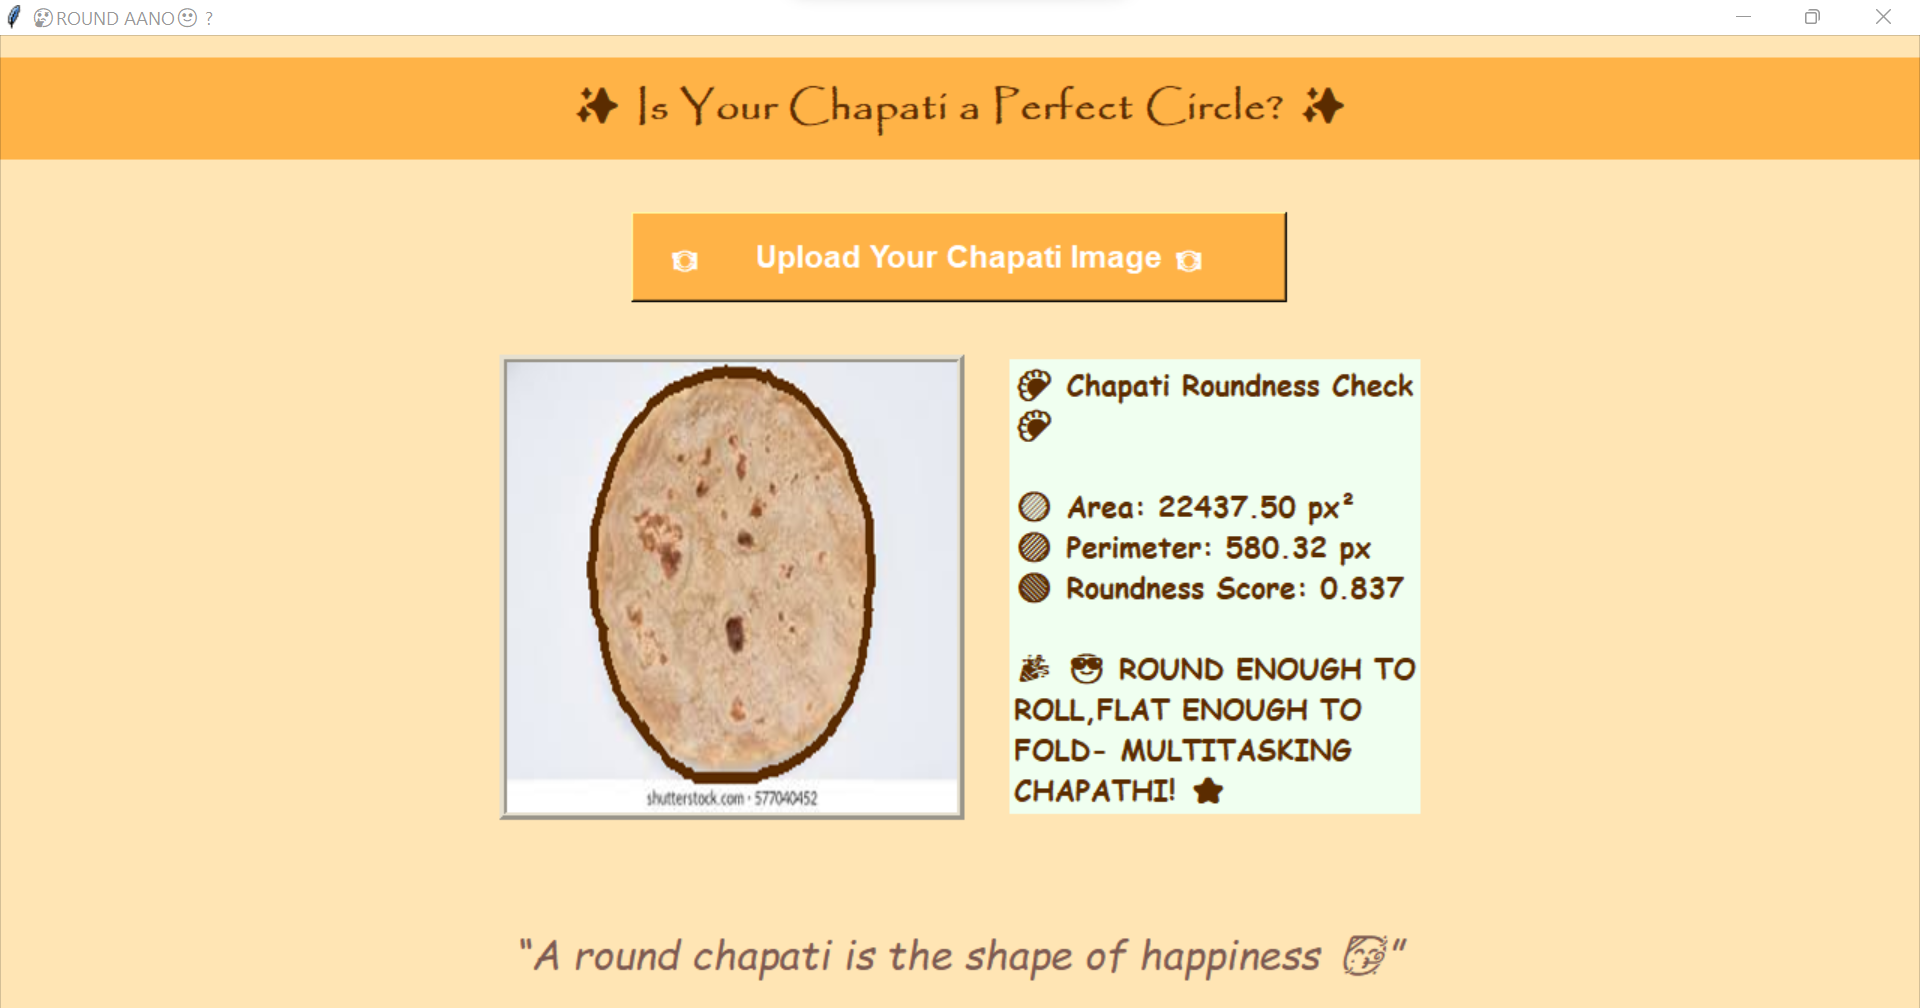 🤔ROUND AANO🙂 ?
✨ Is Your Chapati a Perfect Circle? ✨
📸 Upload Your Chapati Image 📸
Chapati Roundness Check
Area: 22437.50 px²
Perimeter: 580.32 px
Roundness Score: 0.837
🎉 😎 ROUND ENOUGH TO
ROLL,FLAT ENOUGH TO
FOLD- MULTITASKING
CHAPATHI! ⭐
shutterstock.com · 577040452
"A round chapati is the shape of happiness 🥳"